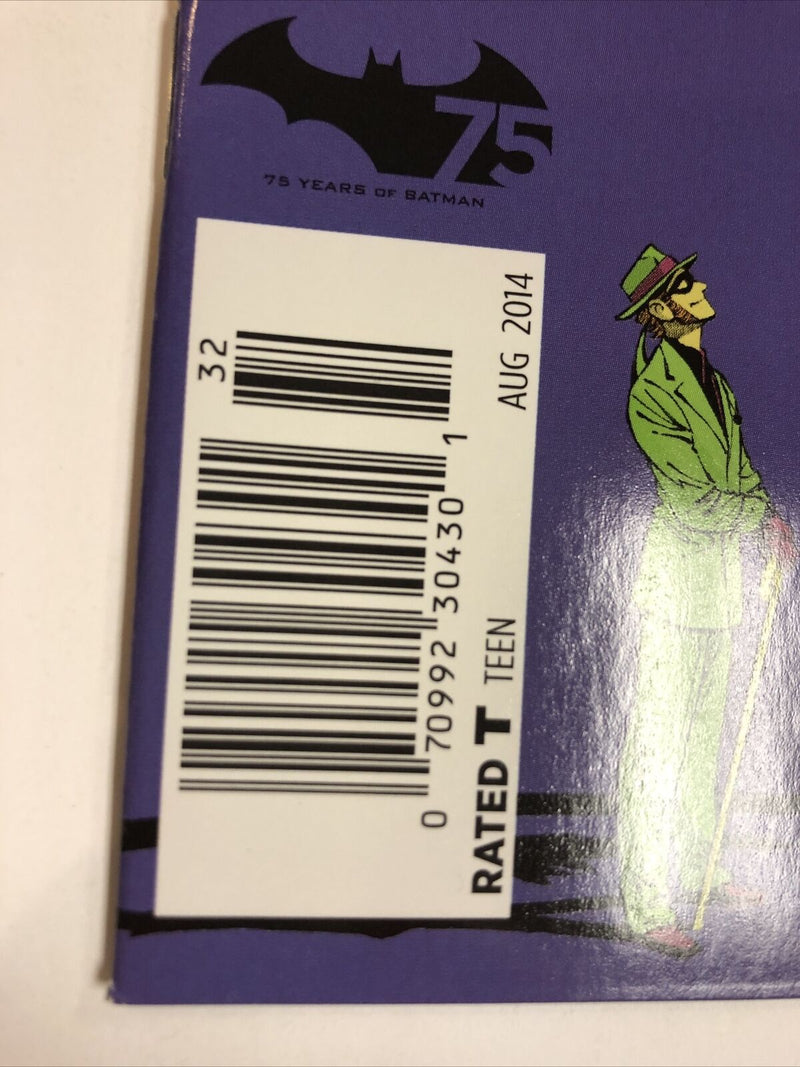 75
75 YEARS OF BATMAN
AUG 2014
32
0 70992 30430 1
RATED T TEEN